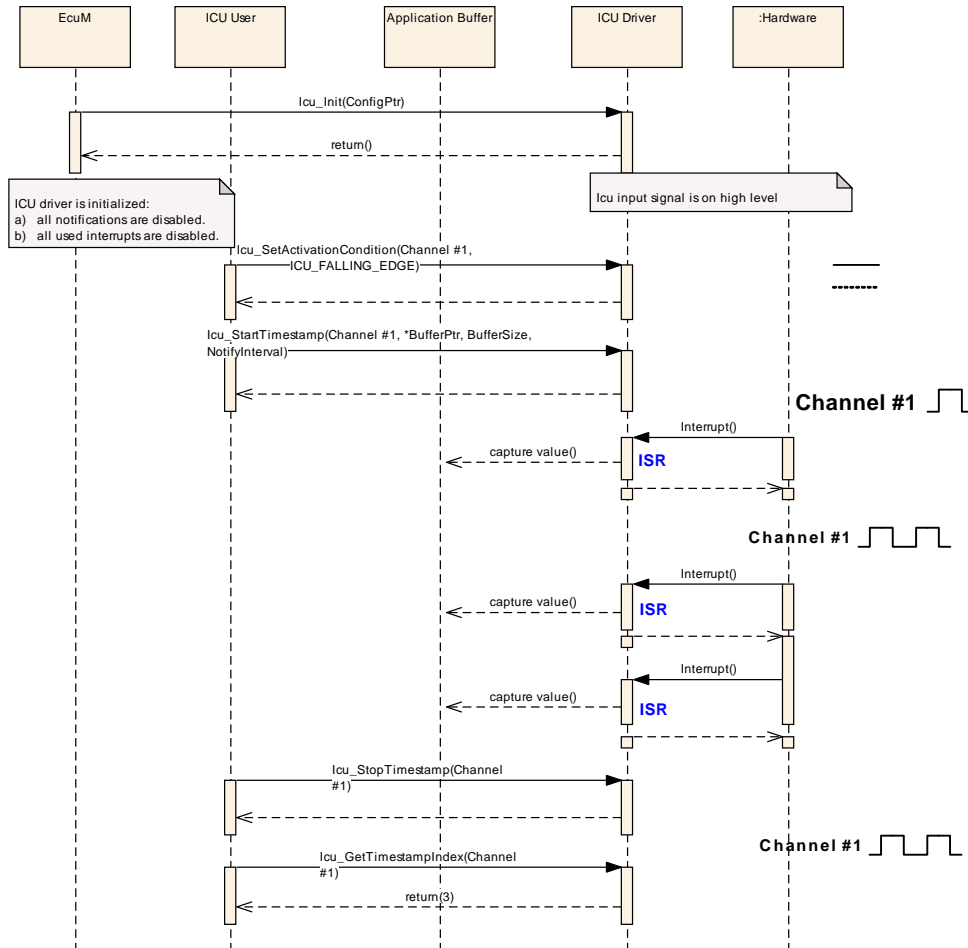 EcuM
ICU User
Application Buffer
ICU Driver
:Hardware
Icu_Init(ConfigPtr)
return()
ICU driver is initialized:
a) all notifications are disabled.
b) all used interrupts are disabled.
Icu input signal is on high level
Icu_SetActivationCondition(Channel #1,
ICU_FALLING_EDGE)
Icu_StartTimestamp(Channel #1, *BufferPtr, BufferSize,
NotifyInterval)
Channel #1
Interrupt()
capture value()
ISR
Channel #1
Interrupt()
capture value()
ISR
Interrupt()
capture value()
ISR
Icu_StopTimestamp(Channel
#1)
Channel #1
Icu_GetTimestampIndex(Channel
#1)
return(3)